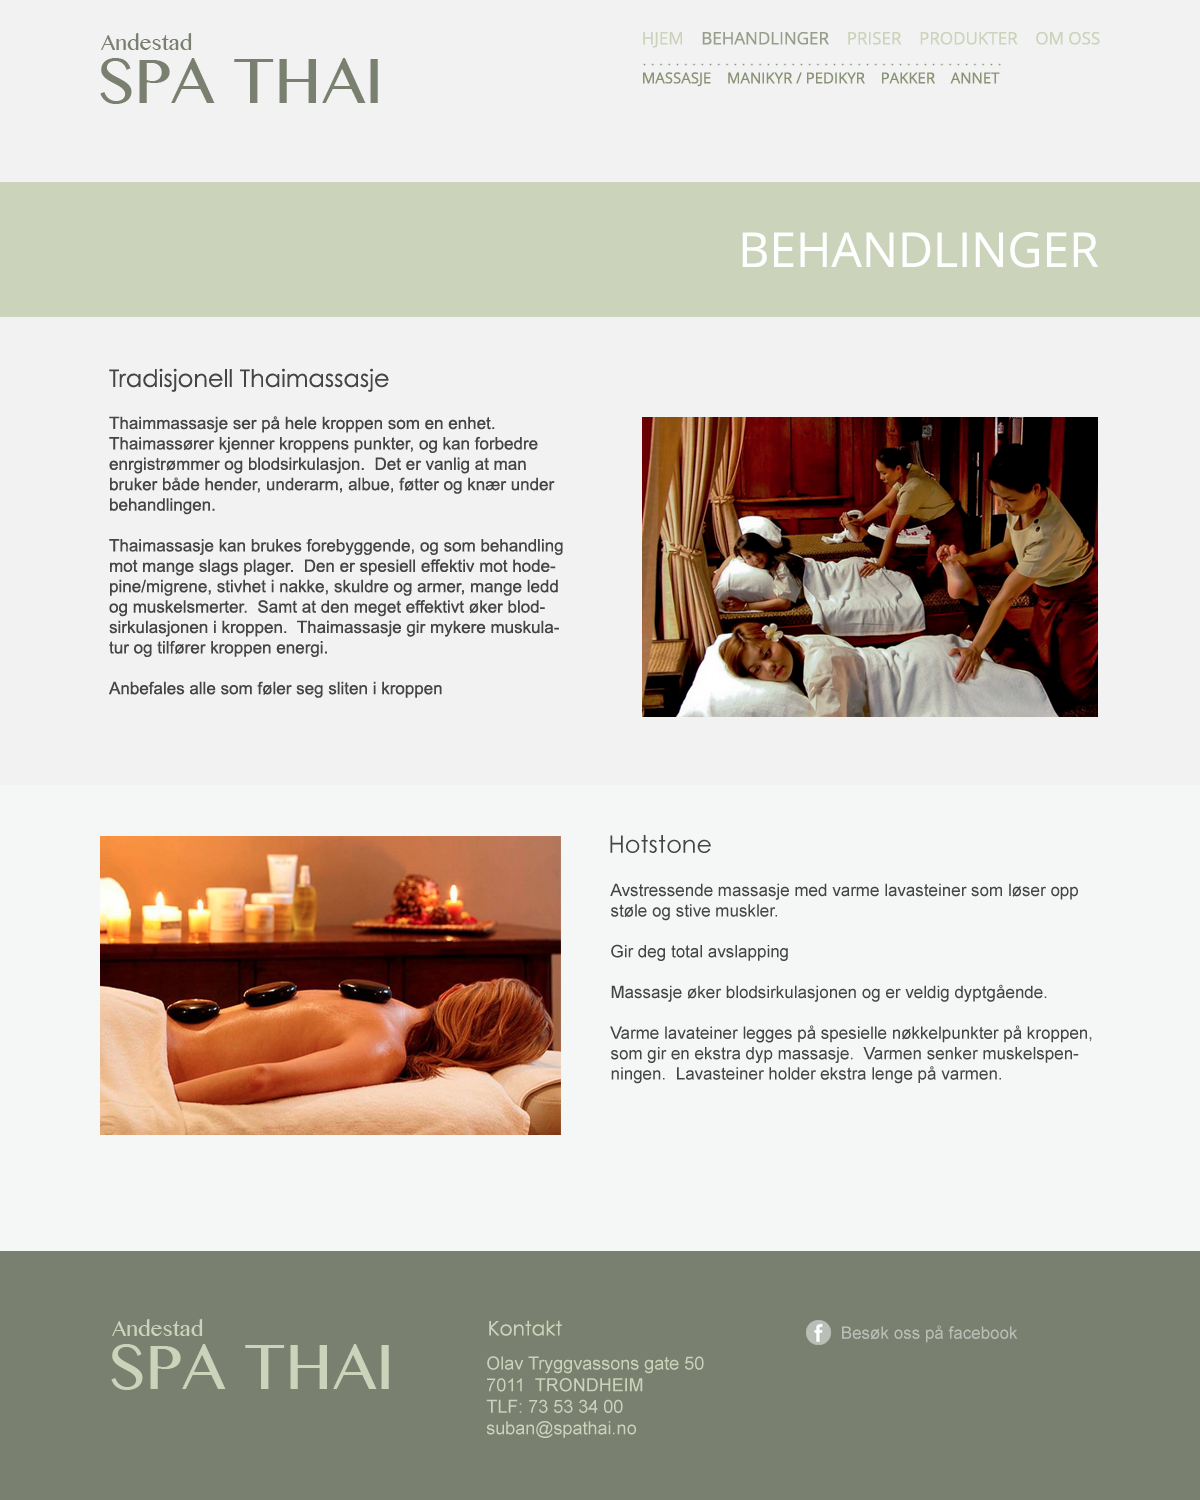 Andestad
SPA THAI
HJEM BEHANDLINGER PRISER PRODUKTER OM OSS
MASSASJE MANIKYR / PEDIKYR PAKKER ANNET
BEHANDLINGER
Tradisjonell Thaimassasje
Thaimmassasje ser på hele kroppen som en enhet.
Thaimassører kjenner kroppens punkter, og kan forbedre
enrgistrømmer og blodsirkulasjon.  Det er vanlig at man
bruker både hender, underarm, albue, føtter og knær under
behandlingen.
Thaimassasje kan brukes forebyggende, og som behandling
mot mange slags plager.  Den er spesiell effektiv mot hode-
pine/migrene, stivhet i nakke, skuldre og armer, mange ledd
og muskelsmerter.  Samt at den meget effektivt øker blod-
sirkulasjonen i kroppen.  Thaimassasje gir mykere muskula-
tur og tilfører kroppen energi.
Anbefales alle som føler seg sliten i kroppen
Hotstone
Avstressende massasje med varme lavasteiner som løser opp
støle og stive muskler.
Gir deg total avslapping
Massasje øker blodsirkulasjonen og er veldig dyptgående.
Varme lavateiner legges på spesielle nøkkelpunkter på kroppen,
som gir en ekstra dyp massasje.  Varmen senker muskelspen-
ningen.  Lavasteiner holder ekstra lenge på varmen.
Andestad
SPA THAI
Kontakt
Olav Tryggvassons gate 50
7011  TRONDHEIM
TLF: 73 53 34 00
suban@spathai.no
f Besøk oss på facebook